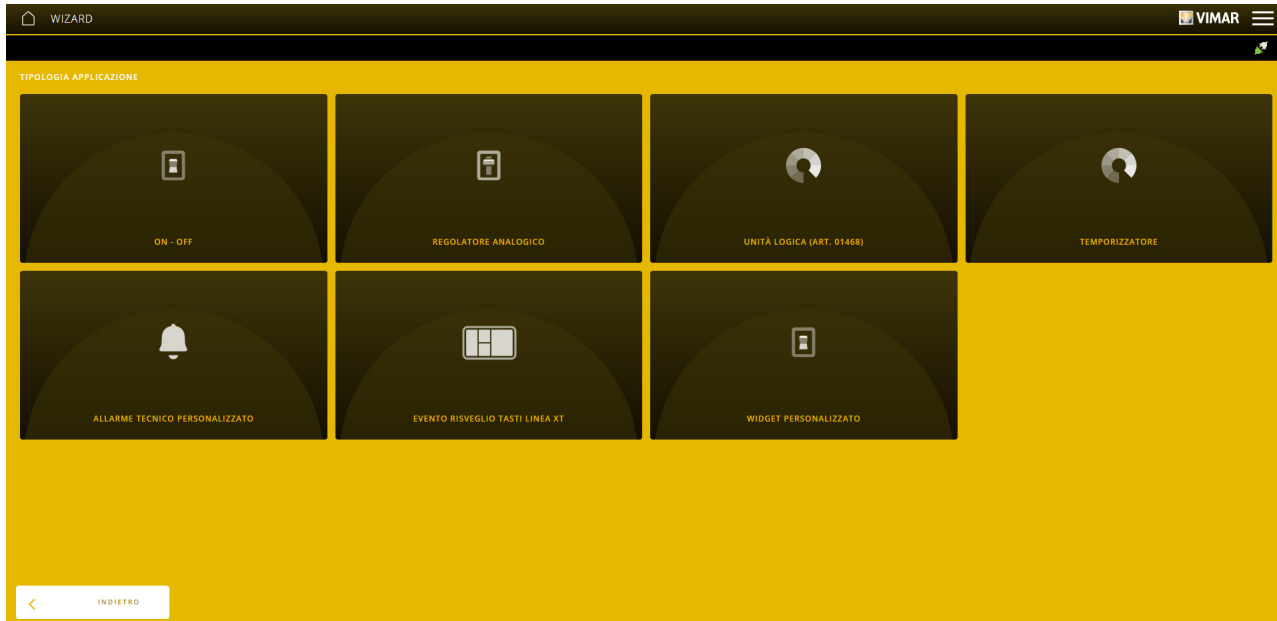 WIZARD
VIMAR
TIPOLOGIA APPLICAZIONE
ON - OFF
REGOLATORE ANALOGICO
UNITÀ LOGICA (ART. 01468)
TEMPORIZZATORE
ALLARME TECNICO PERSONALIZZATO
EVENTO RISVEGLIO TASTI LINEA XT
WIDGET PERSONALIZZATO
INDIETRO